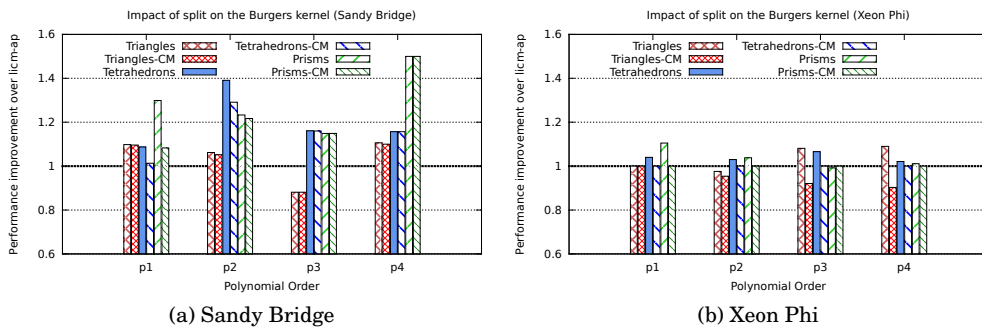 Impact of split on the Burgers kernel (Sandy Bridge)
Performance improvement over licm-ap
1.6
1.4
1.2
1
0.8
0.6
Triangles
Triangles-CM
Tetrahedrons
Tetrahedrons-CM
Prisms
Prisms-CM
p1 p2 p3 p4
Polynomial Order
(a) Sandy Bridge
Impact of split on the Burgers kernel (Xeon Phi)
Performance improvement over licm-ap
1.6
1.4
1.2
1
0.8
0.6
Triangles
Triangles-CM
Tetrahedrons
Tetrahedrons-CM
Prisms
Prisms-CM
p1 p2 p3 p4
Polynomial Order
(b) Xeon Phi